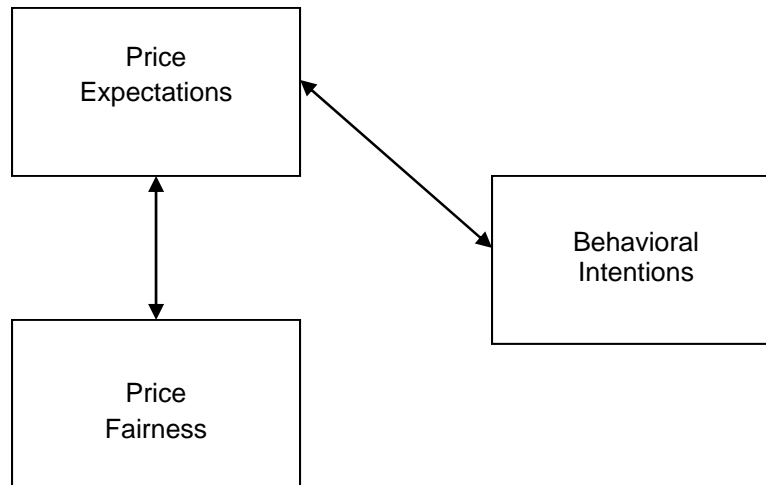 Price
Expectations
Behavioral
Intentions
Price
Fairness